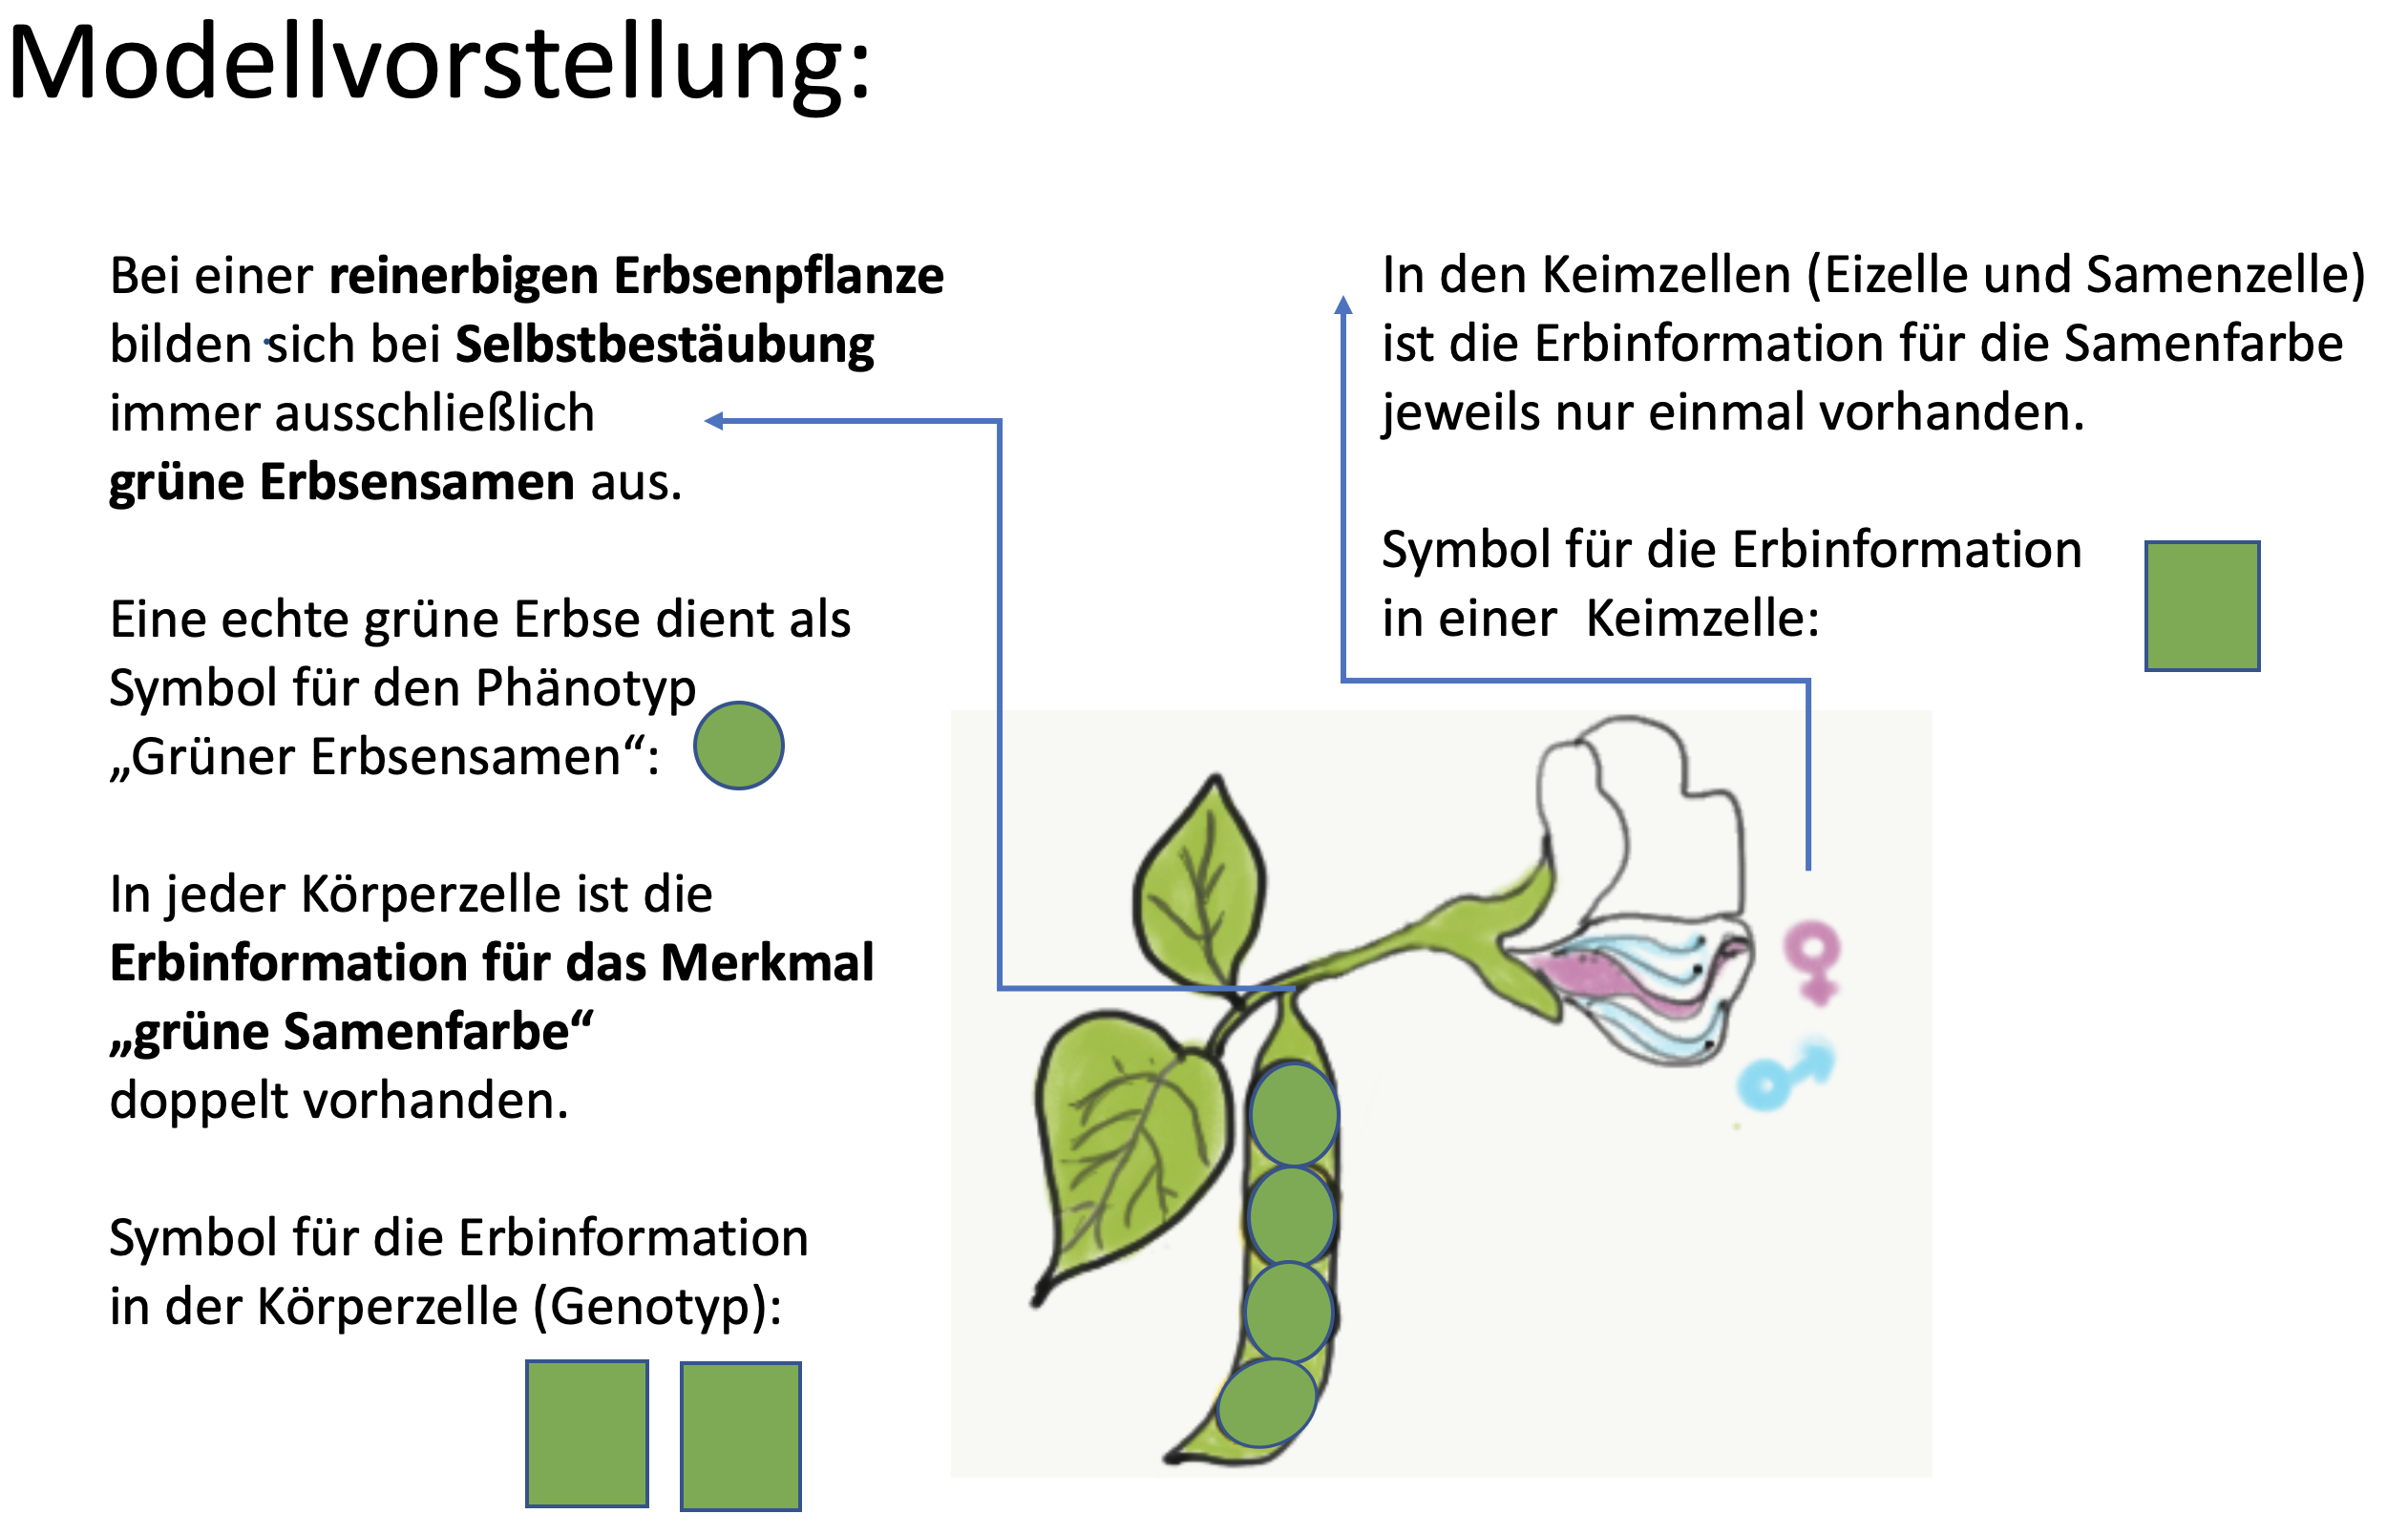 Modellvorstellung:
Bei einer reinerbigen Erbsenpflanze
bilden sich bei Selbstbestäubung
immer ausschließlich
grüne Erbsensamen aus.
Eine echte grüne Erbse dient als
Symbol für den Phänotyp
„Grüner Erbsensamen“:
In jeder Körperzelle ist die
Erbinformation für das Merkmal
„grüne Samenfarbe“
doppelt vorhanden.
Symbol für die Erbinformation
in der Körperzelle (Genotyp):
In den Keimzellen (Eizelle und Samenzelle)
ist die Erbinformation für die Samenfarbe
jeweils nur einmal vorhanden.
Symbol für die Erbinformation
in einer  Keimzelle:
♀
♂